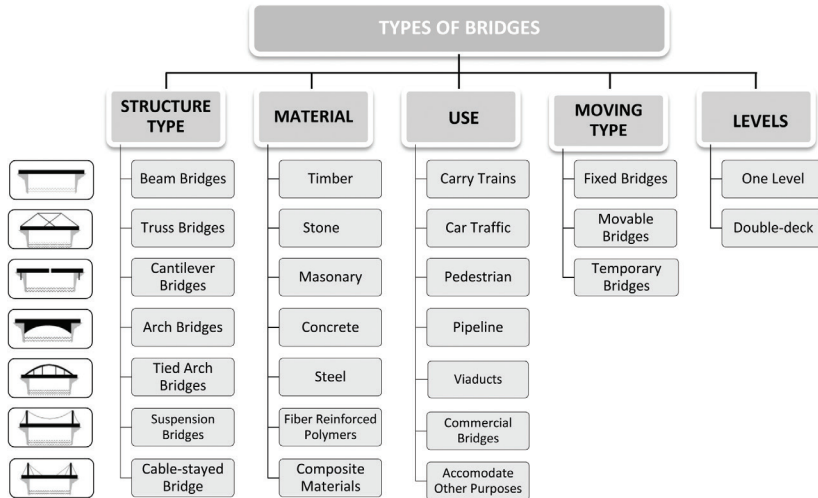 TYPES OF BRIDGES
STRUCTURE
TYPE
MATERIAL
USE
MOVING
TYPE
LEVELS
Beam Bridges
Truss Bridges
Cantilever
Bridges
Arch Bridges
Tied Arch
Bridges
Suspension
Bridges
Cable-stayed
Bridge
Timber
Stone
Masonary
Concrete
Steel
Fiber Reinforced
Polymers
Composite
Materials
Carry Trains
Car Traffic
Pedestrian
Pipeline
Viaducts
Commercial
Bridges
Accomodate
Other Purposes
Fixed Bridges
Movable
Bridges
Temporary
Bridges
One Level
Double-deck